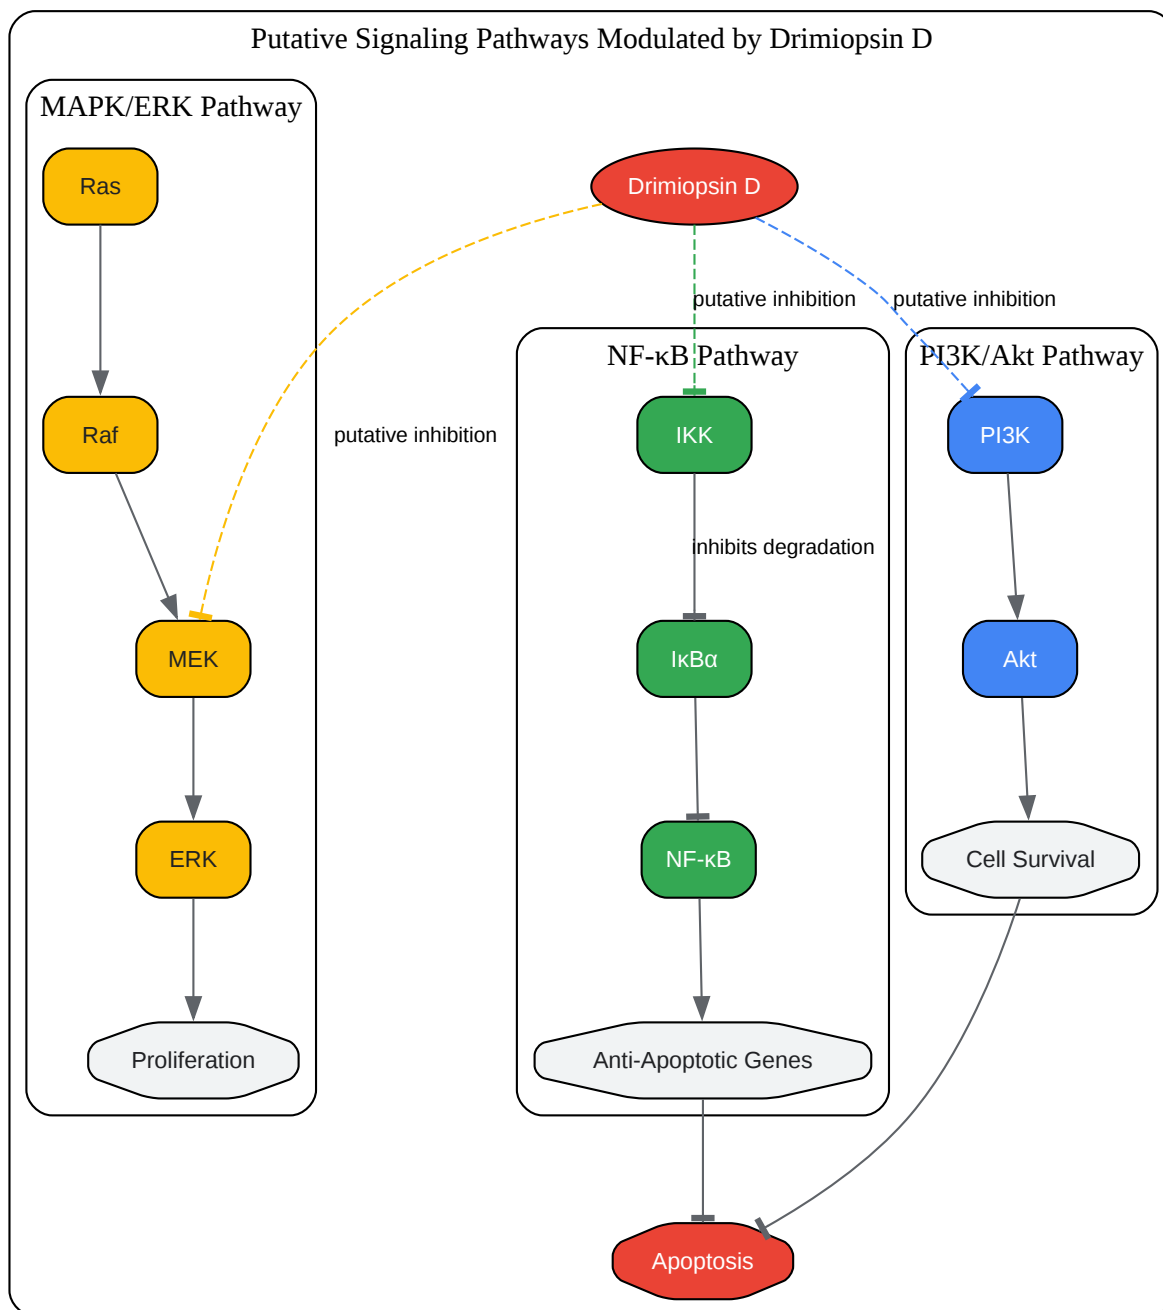 Putative Signaling Pathways Modulated by Drimiopsin D
MAPK/ERK Pathway
Ras
Drimiopsin D
putative inhibition
putative inhibition
NF-κB Pathway
PI3K/Akt Pathway
Raf
putative inhibition
IKK
PI3K
inhibits degradation
MEK
IκBα
Akt
ERK
NF-κB
Cell Survival
Proliferation
Anti-Apoptotic Genes
Apoptosis